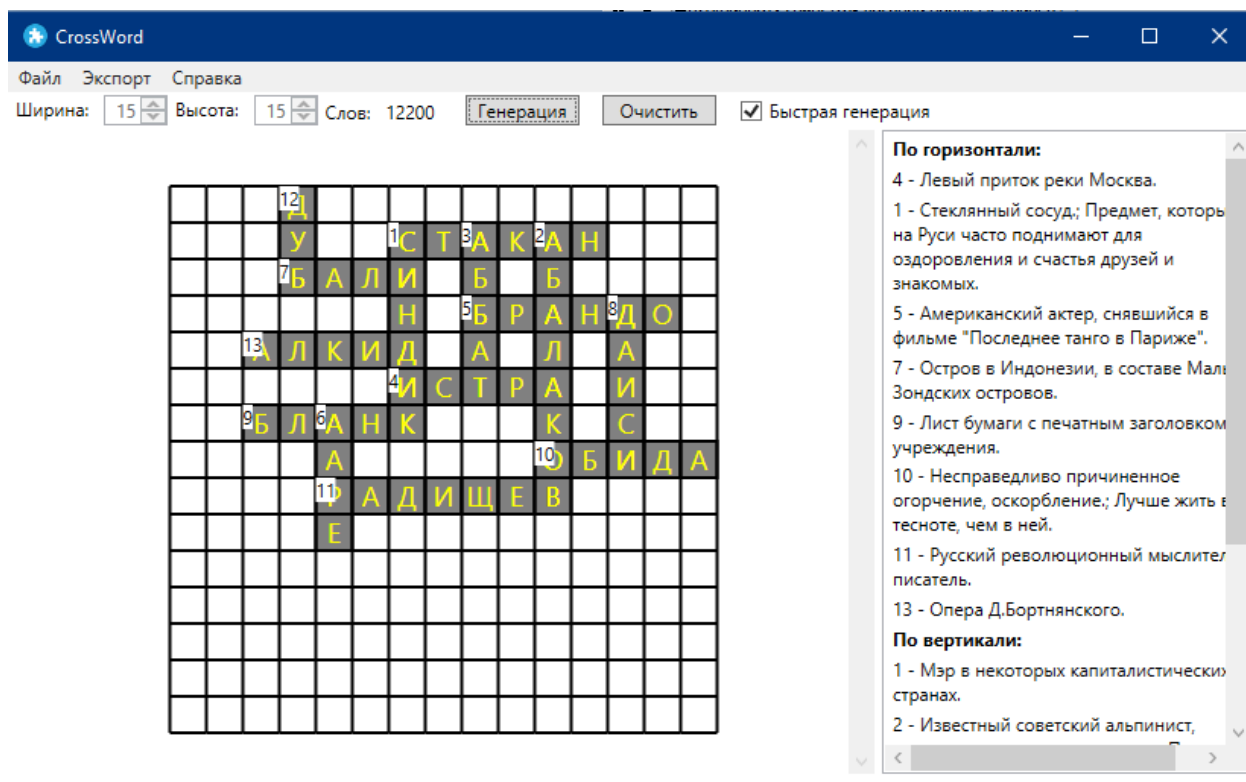 CrossWord
Файл Экспорт Справка
Ширина: 15 Высота: 15 Слов: 12200 Генерация Очистить Быстрая генерация
12 Д
У 1 С Т 3 А К 2 А Н
7 Б А Л И Б Б
Н 5 Б Р А Н 8 Д О
13 А Л К И Д А Л А
4 И С Т Р А И
9 Б Л 6 А Н К К С
А 10 О Б И Д А
11 Р А Д И Щ Е В
Е
По горизонтали:
4 - Левый приток реки Москва.
1 - Стеклянный сосуд.; Предмет, которы
на Руси часто поднимают для
оздоровления и счастья друзей и
знакомых.
5 - Американский актер, снявшийся в
фильме "Последнее танго в Париже".
7 - Остров в Индонезии, в составе Малы
Зондских островов.
9 - Лист бумаги с печатным заголовком
учреждения.
10 - Несправедливо причиненное
огорчение, оскорбление.; Лучше жить в
тесноте, чем в ней.
11 - Русский революционный мыслител
писатель.
13 - Опера Д.Бортнянского.
По вертикали:
1 - Мэр в некоторых капиталистических
странах.
2 - Известный советский альпинист,